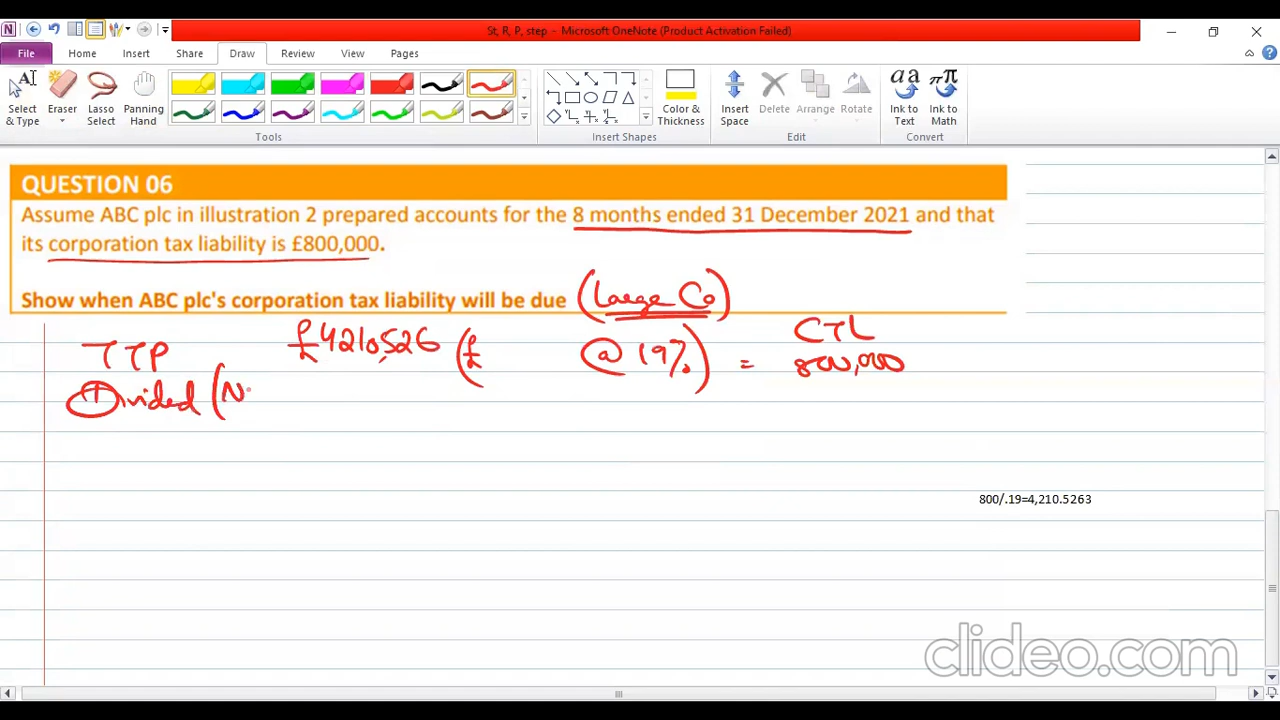 St, R, P, step - Microsoft OneNote (Product Activation Failed)
File Home Insert Share Draw Review View Pages
Select & Type
Eraser
Lasso Select
Panning Hand
Color & Thickness
Insert Space
Delete
Arrange
Rotate
Ink to Text
Ink to Math
Tools
Insert Shapes
Edit
Convert
QUESTION 06
Assume ABC plc in illustration 2 prepared accounts for the 8 months ended 31 December 2021 and that
its corporation tax liability is £800,000.
Show when ABC plc's corporation tax liability will be due (Large Co)
TTP £4210,526 (£ @ 19%) = CTL
800,000
Divided (N
800/.19=4,210.5263
clideo.com